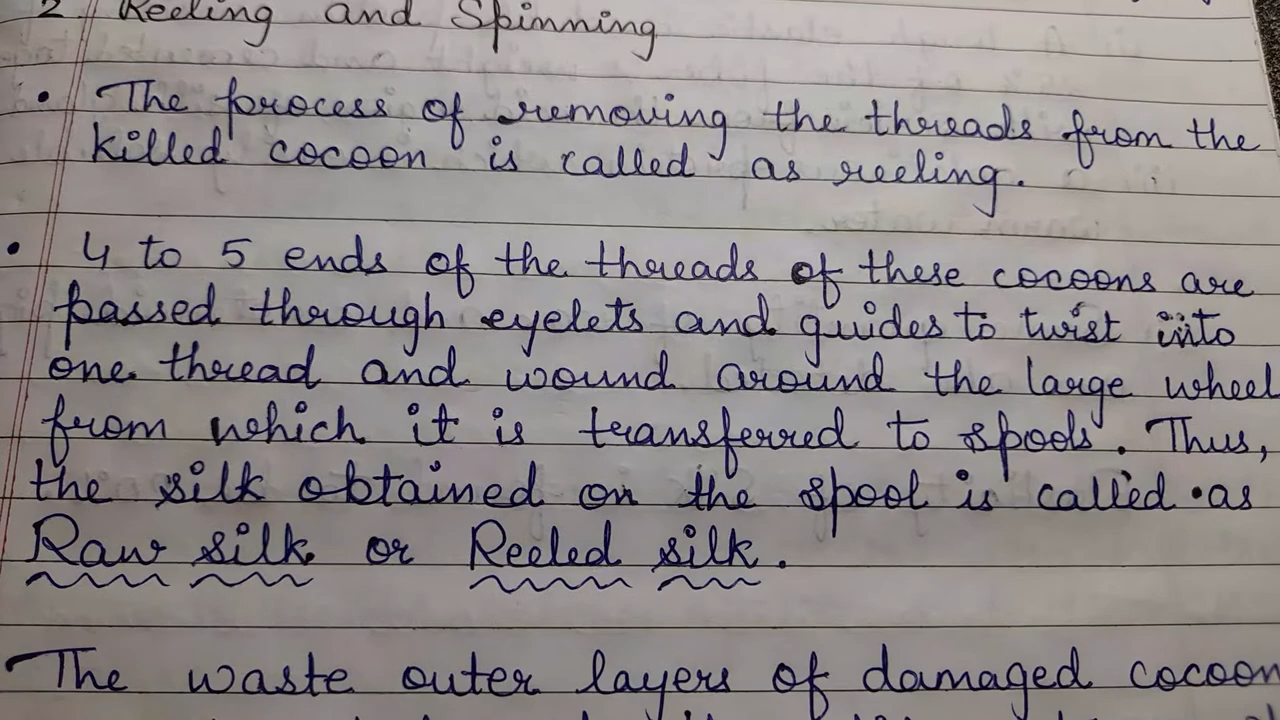 2 Reeling and Spinning
• The process of removing the threads from the
killed cocoon is called as reeling.
• 4 to 5 ends of the threads of these cocoons are
passed through eyelets and guides to twist into
one thread and wound around the large wheel
from which it is transferred to spools. Thus,
the silk obtained on the spool is called as
Raw silk or Reeled silk.
The waste outer layers of damaged cocoon